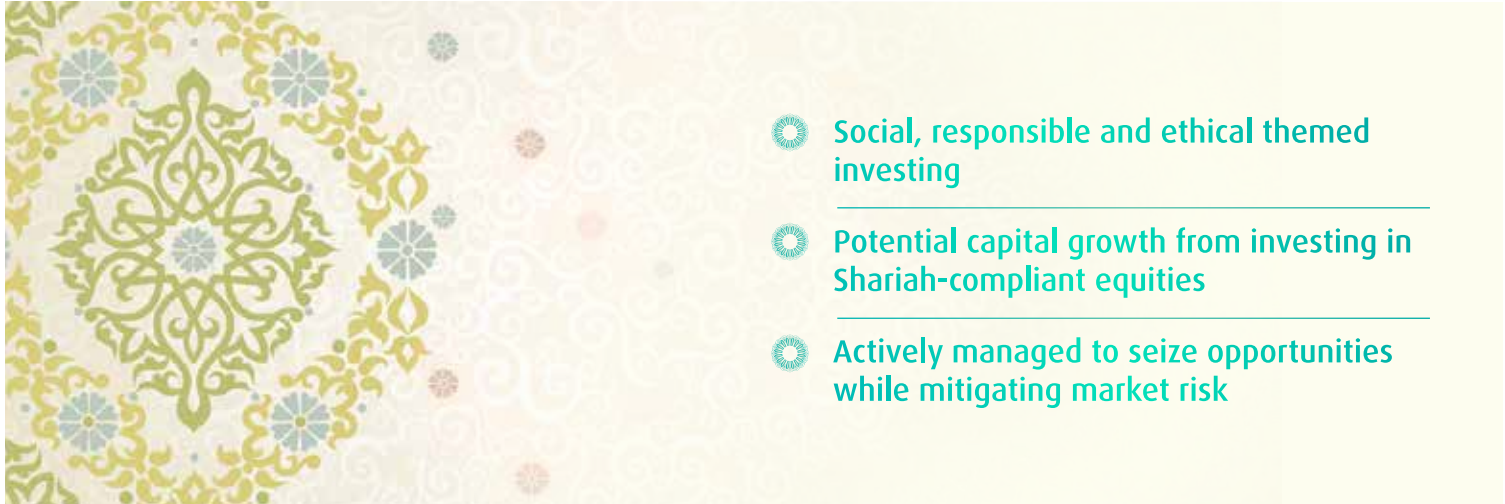 Social, responsible and ethical themed
investing
Potential capital growth from investing in
Shariah-compliant equities
Actively managed to seize opportunities
while mitigating market risk